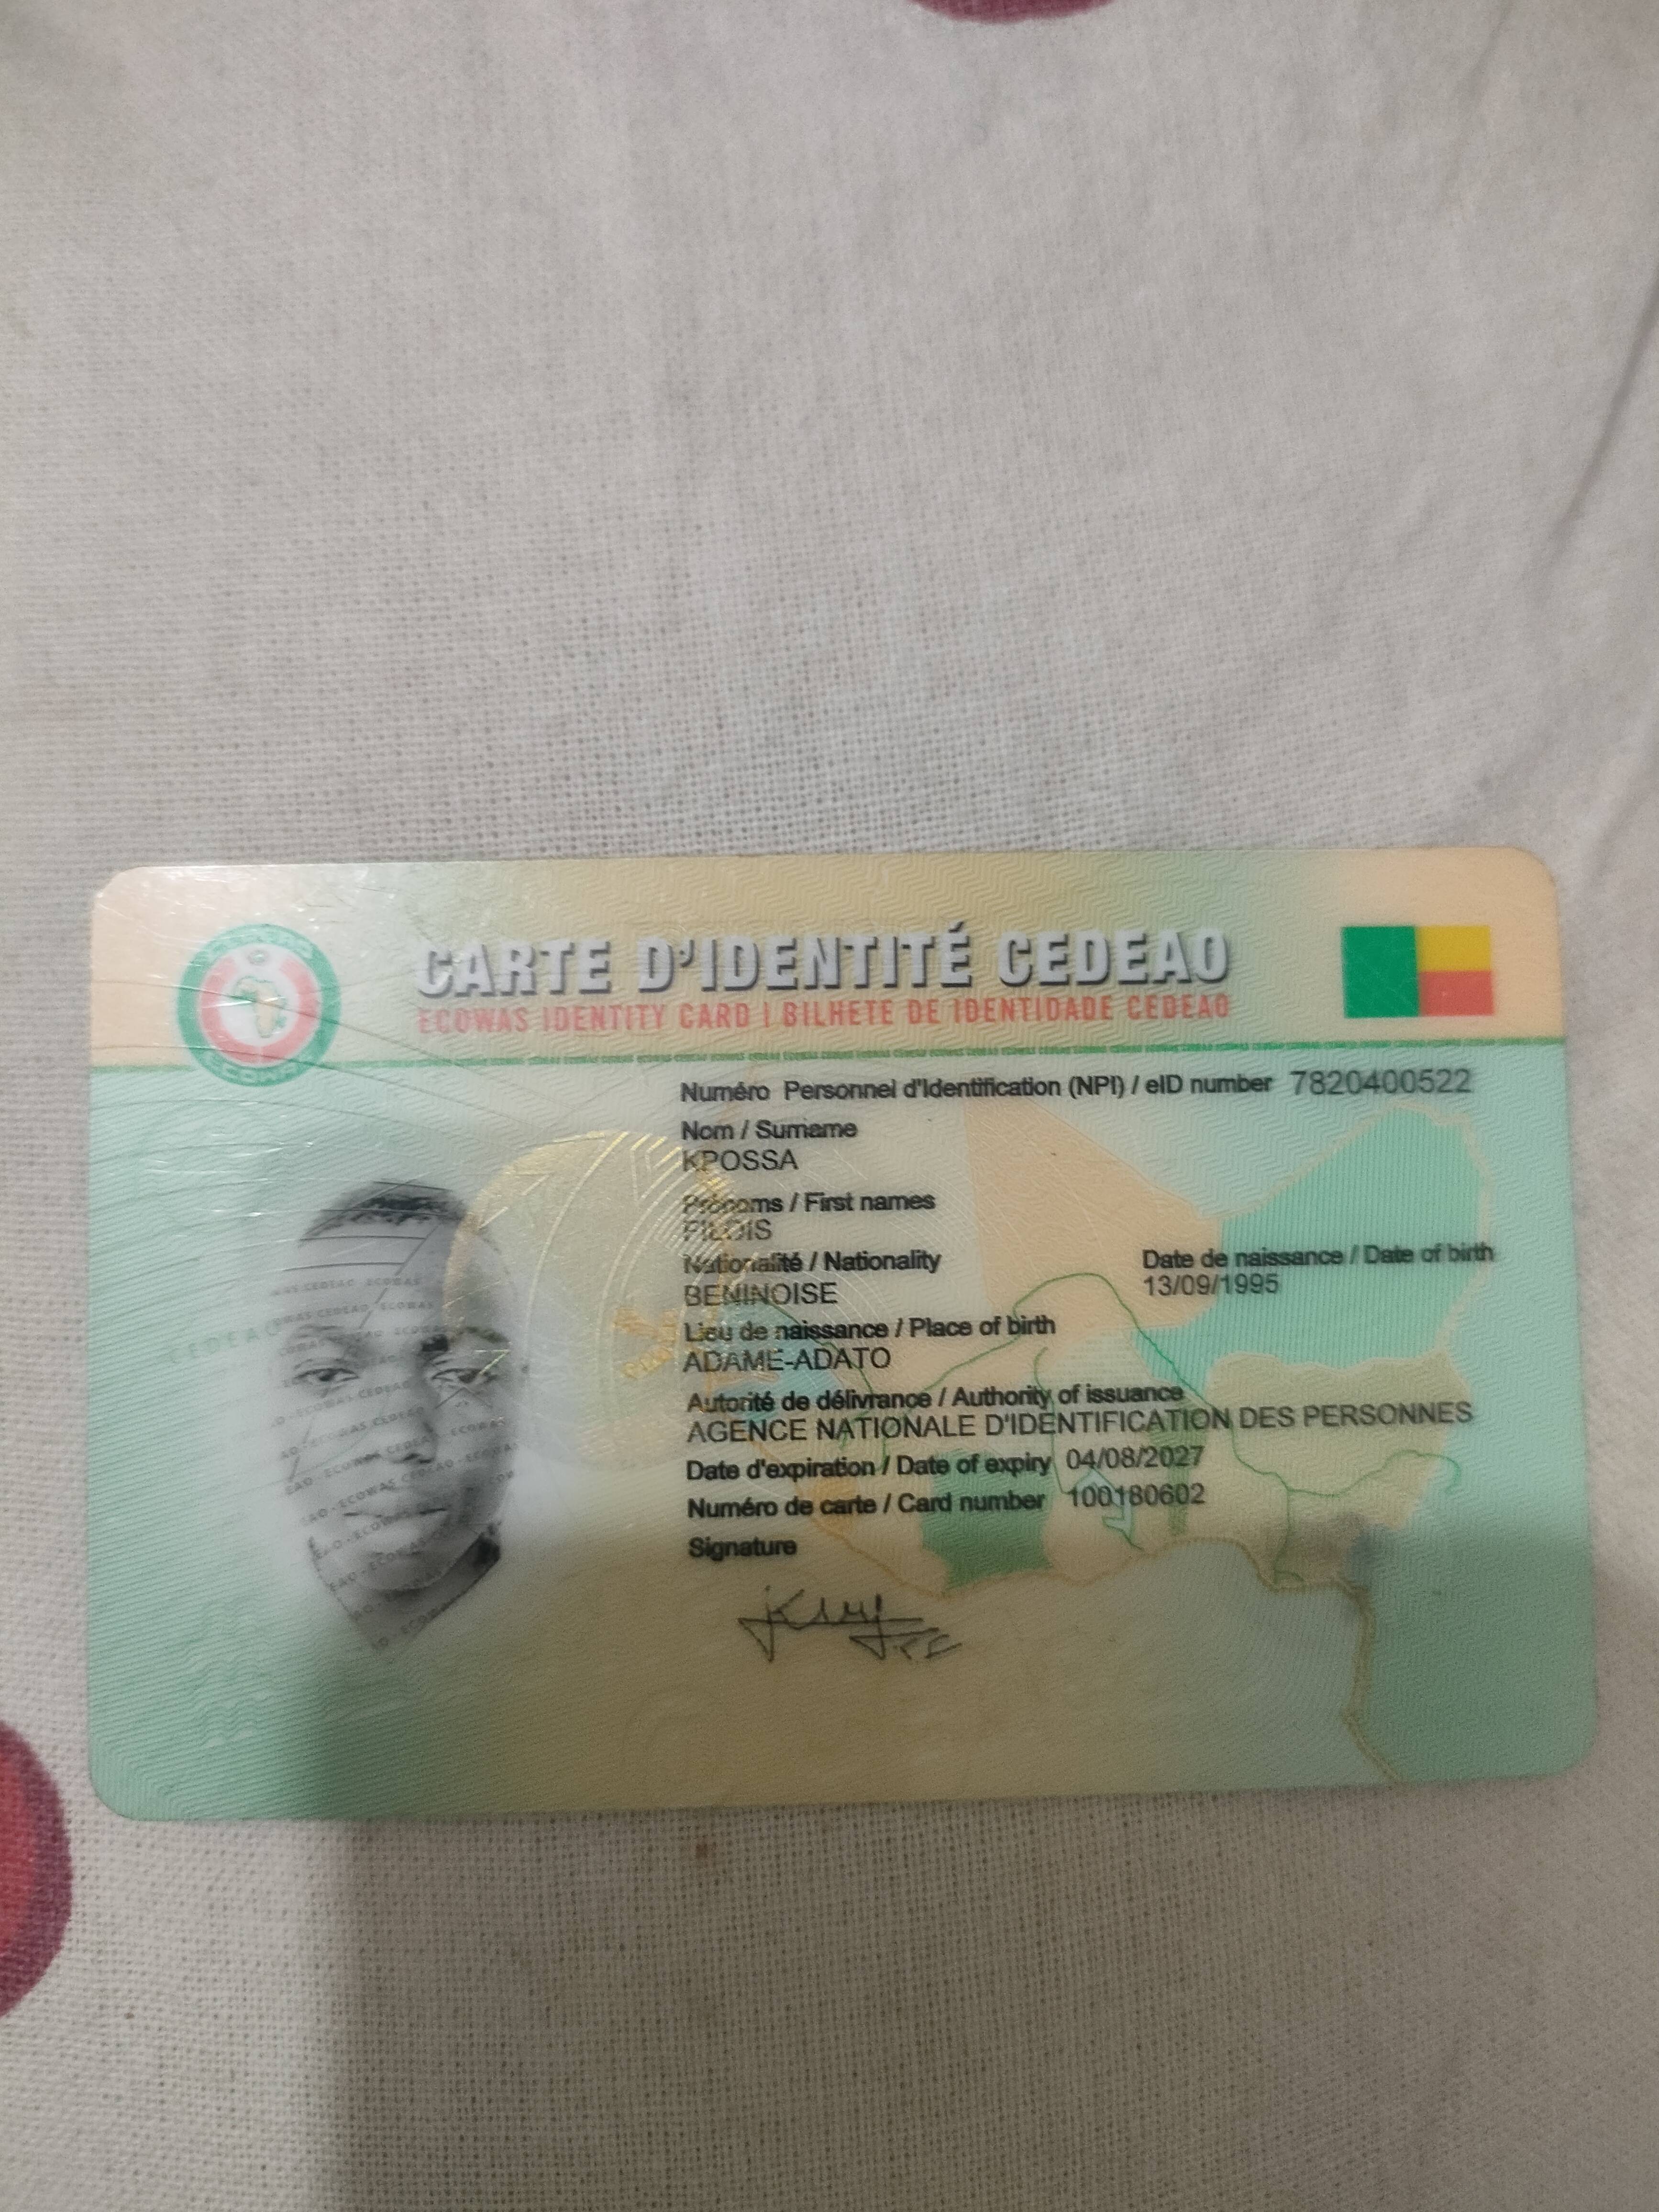 CARTE D'IDENTITÉ CEDEAO
ECOWAS IDENTITY CARD | BILHETE DE IDENTIDADE CEDEAO
Numéro Personnel d'Identification (NPI) / eID number 7820400522
Nom / Surname
KPOSSA
Prénoms / First names
FILOIS
Nationalité / Nationality
BENINOISE
Date de naissance / Date of birth
13/09/1995
Lieu de naissance / Place of birth
ADAME-ADATO
Autorité de délivrance / Authority of issuance
AGENCE NATIONALE D'IDENTIFICATION DES PERSONNES
Date d'expiration / Date of expiry 04/08/2027
Numéro de carte / Card number 100180602
Signature